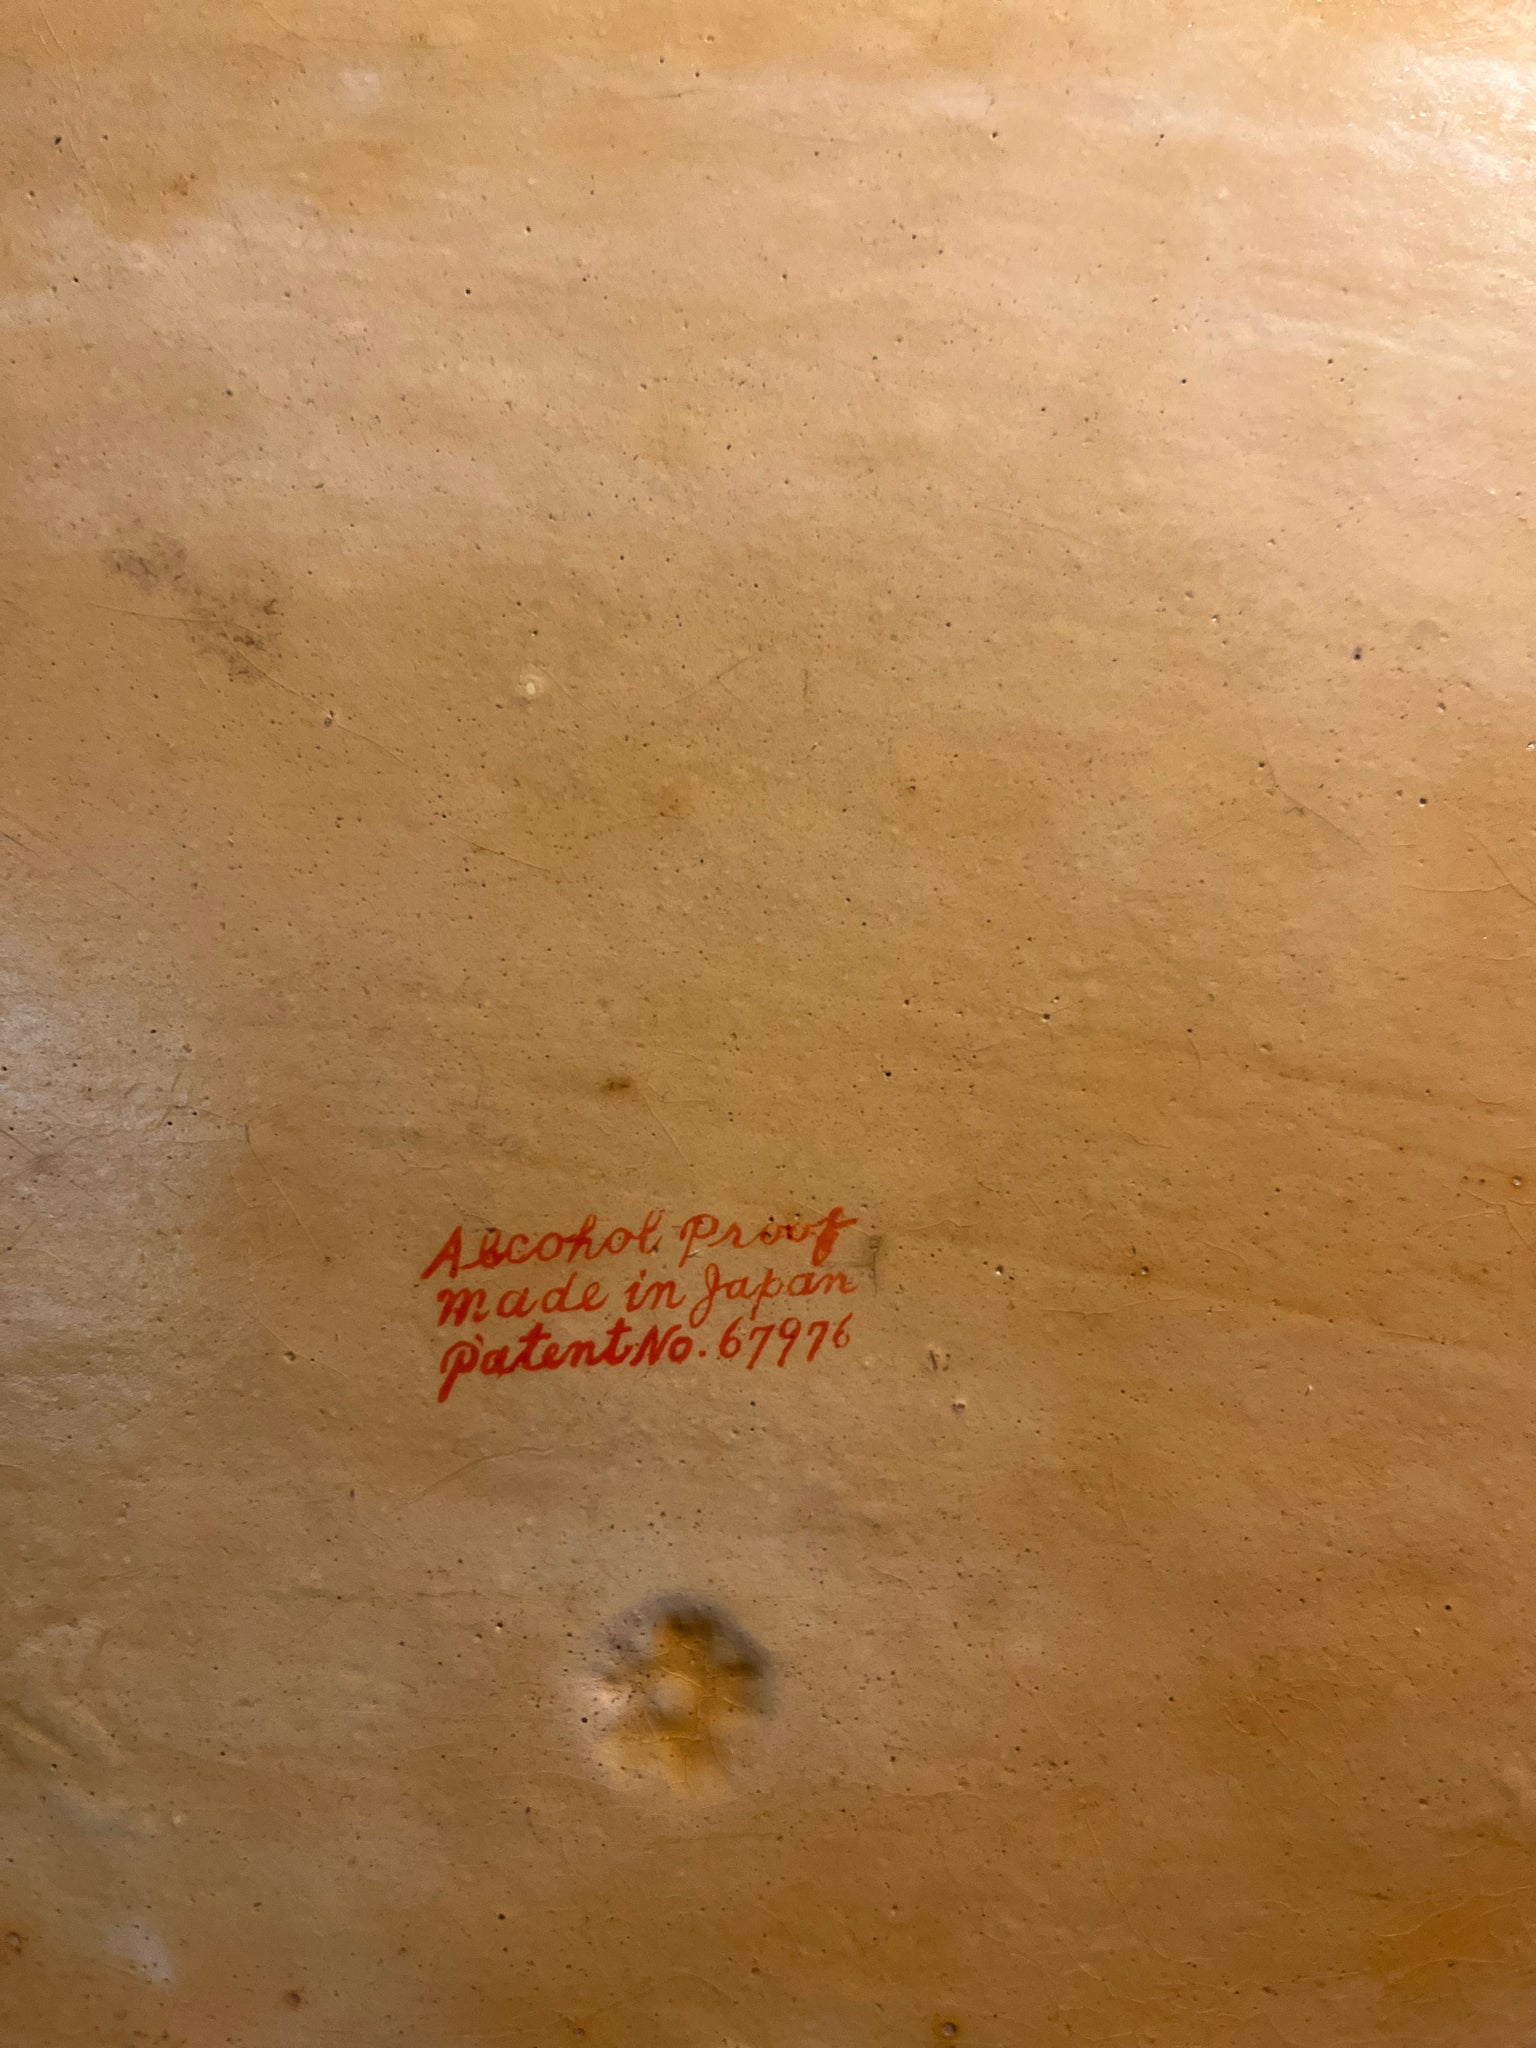 Alcohol Proof
Made in Japan
Patent No. 67976